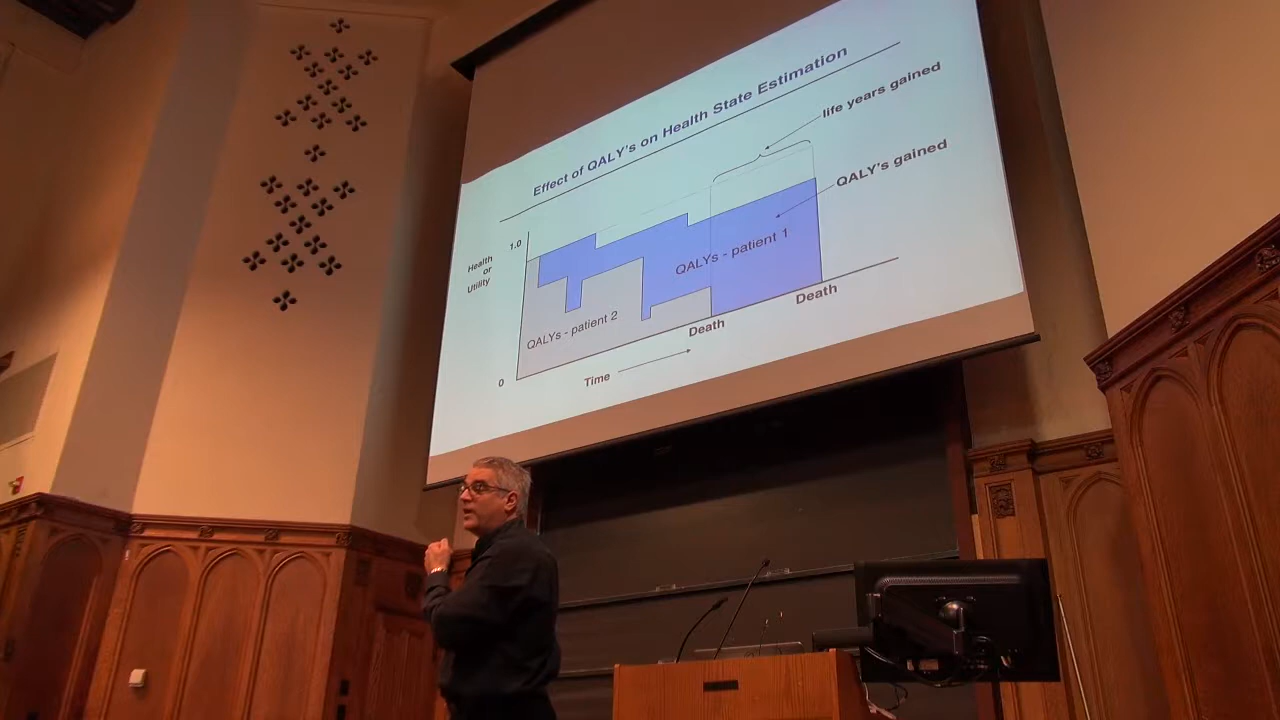 Effect of QALY's on Health State Estimation
life years gained
QALY's gained
1.0
Health
or
Utility
QALYs - patient 1
QALYs - patient 2
Death
Death
0
Time